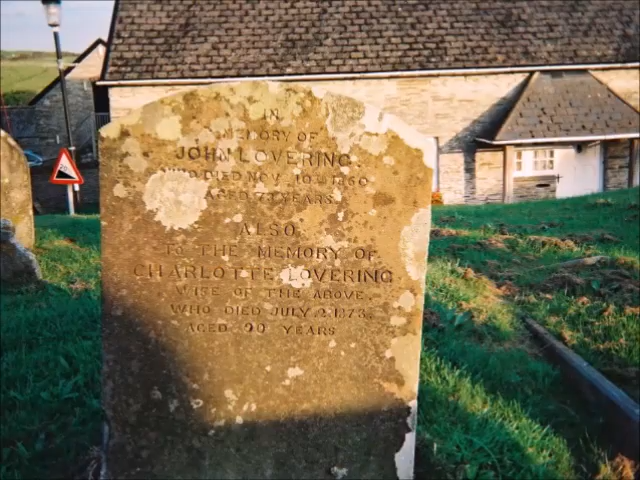 IN
MEMORY OF
JOHN LOVERING,
WHO DIED NOV. 10TH 1860
AGED 77 YEARS.
ALSO
TO THE MEMORY OF
CHARLOTTE LOVERING
WIFE OF THE ABOVE,
WHO DIED JULY 2 1873,
AGED 90 YEARS